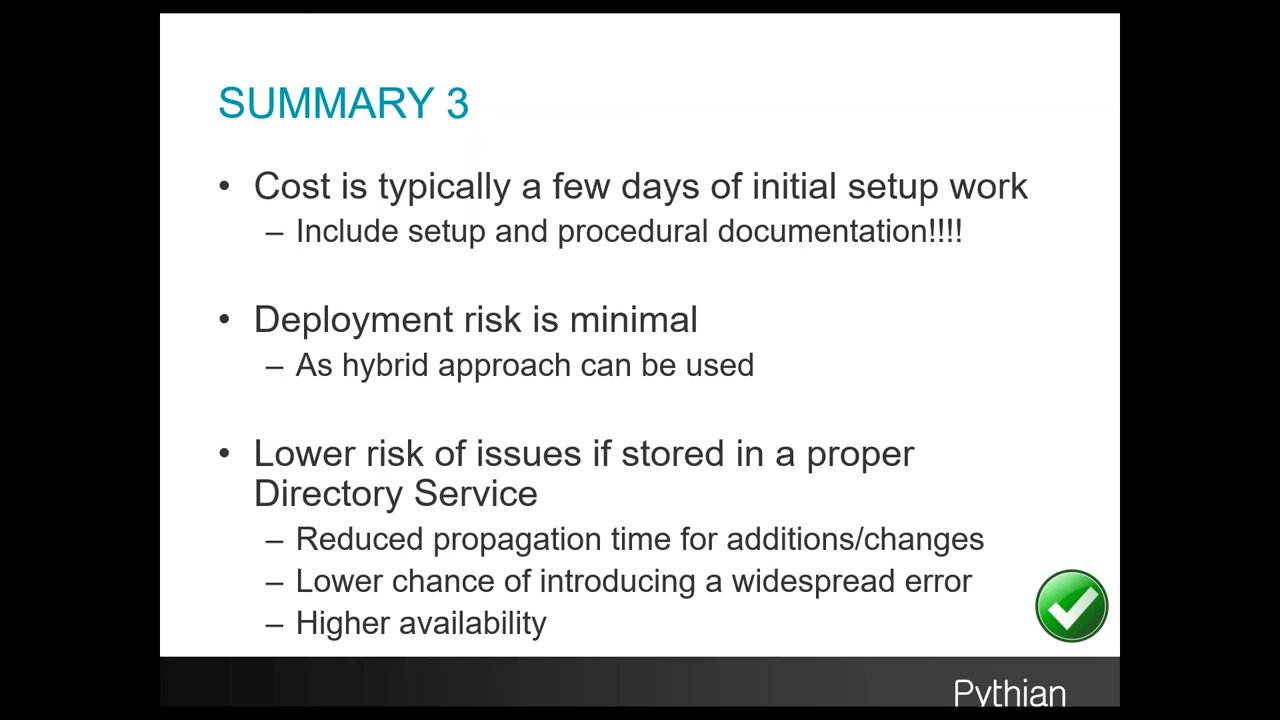 SUMMARY 3
• Cost is typically a few days of initial setup work
– Include setup and procedural documentation!!!!
• Deployment risk is minimal
– As hybrid approach can be used
• Lower risk of issues if stored in a proper
Directory Service
– Reduced propagation time for additions/changes
– Lower chance of introducing a widespread error
– Higher availability
Pythian